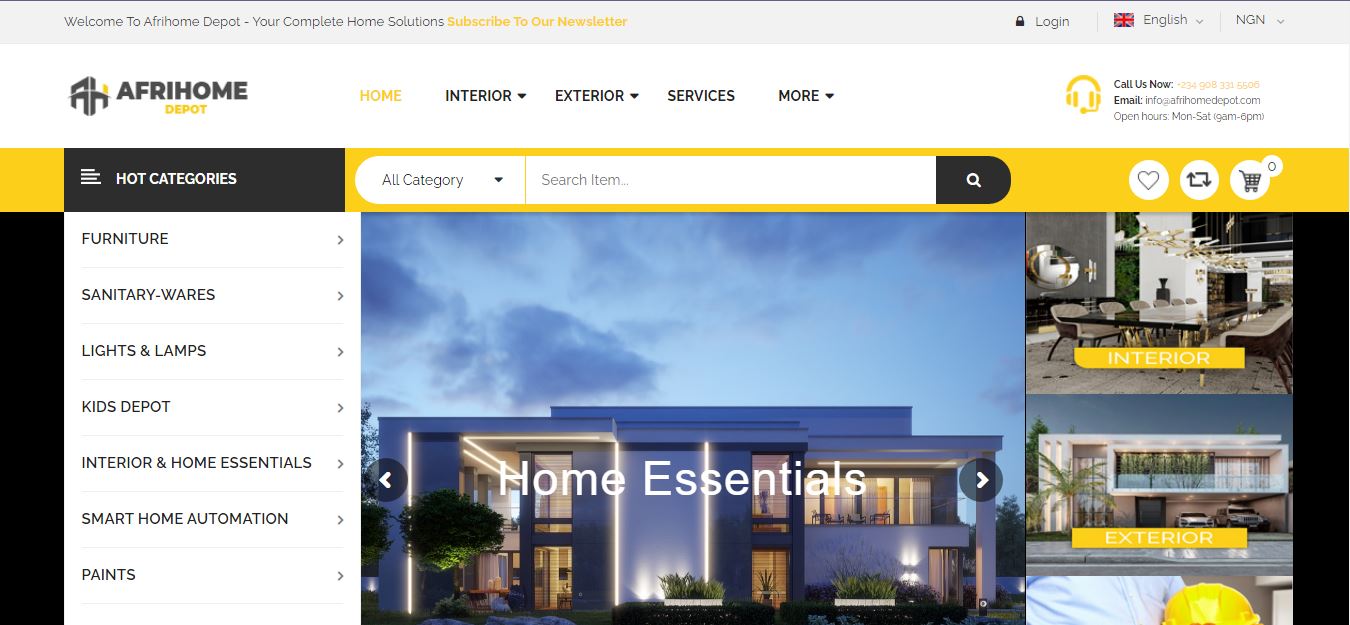 Welcome To Afrihome Depot - Your Complete Home Solutions Subscribe To Our Newsletter
Login
English
NGN
AFRIHOME
DEPOT
HOME
INTERIOR
EXTERIOR
SERVICES
MORE
Call Us Now: +234 908 331 5506
Email: info@afrihomedepot.com
Open hours: Mon-Sat (9am-6pm)
HOT CATEGORIES
All Category
Search Item...
0
FURNITURE
SANITARY-WARES
LIGHTS & LAMPS
KIDS DEPOT
INTERIOR & HOME ESSENTIALS
SMART HOME AUTOMATION
PAINTS
Home Essentials
INTERIOR
EXTERIOR